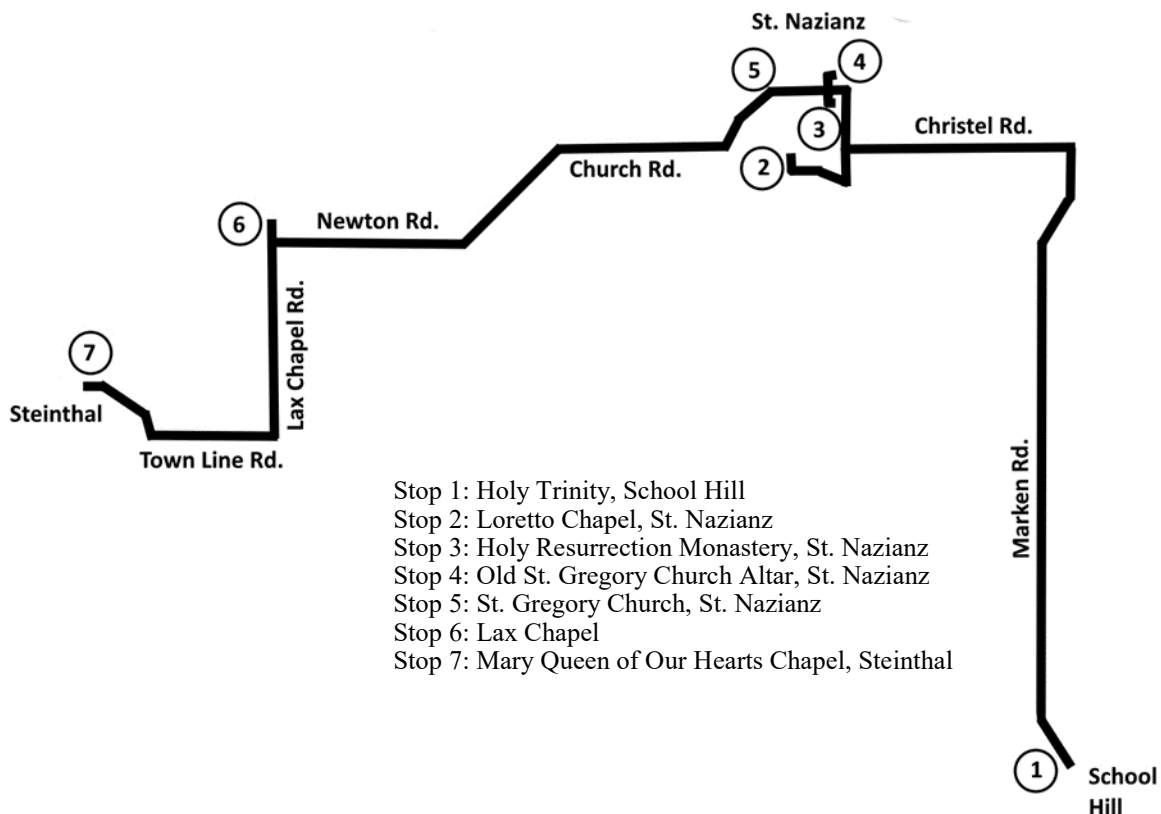 St. Nazianz
5
4
3
Christel Rd.
2
Church Rd.
6
Newton Rd.
Lax Chapel Rd.
7
Steinthal
Town Line Rd.
Marken Rd.
Stop 1: Holy Trinity, School Hill
Stop 2: Loretto Chapel, St. Nazianz
Stop 3: Holy Resurrection Monastery, St. Nazianz
Stop 4: Old St. Gregory Church Altar, St. Nazianz
Stop 5: St. Gregory Church, St. Nazianz
Stop 6: Lax Chapel
Stop 7: Mary Queen of Our Hearts Chapel, Steinthal
1
School
Hill